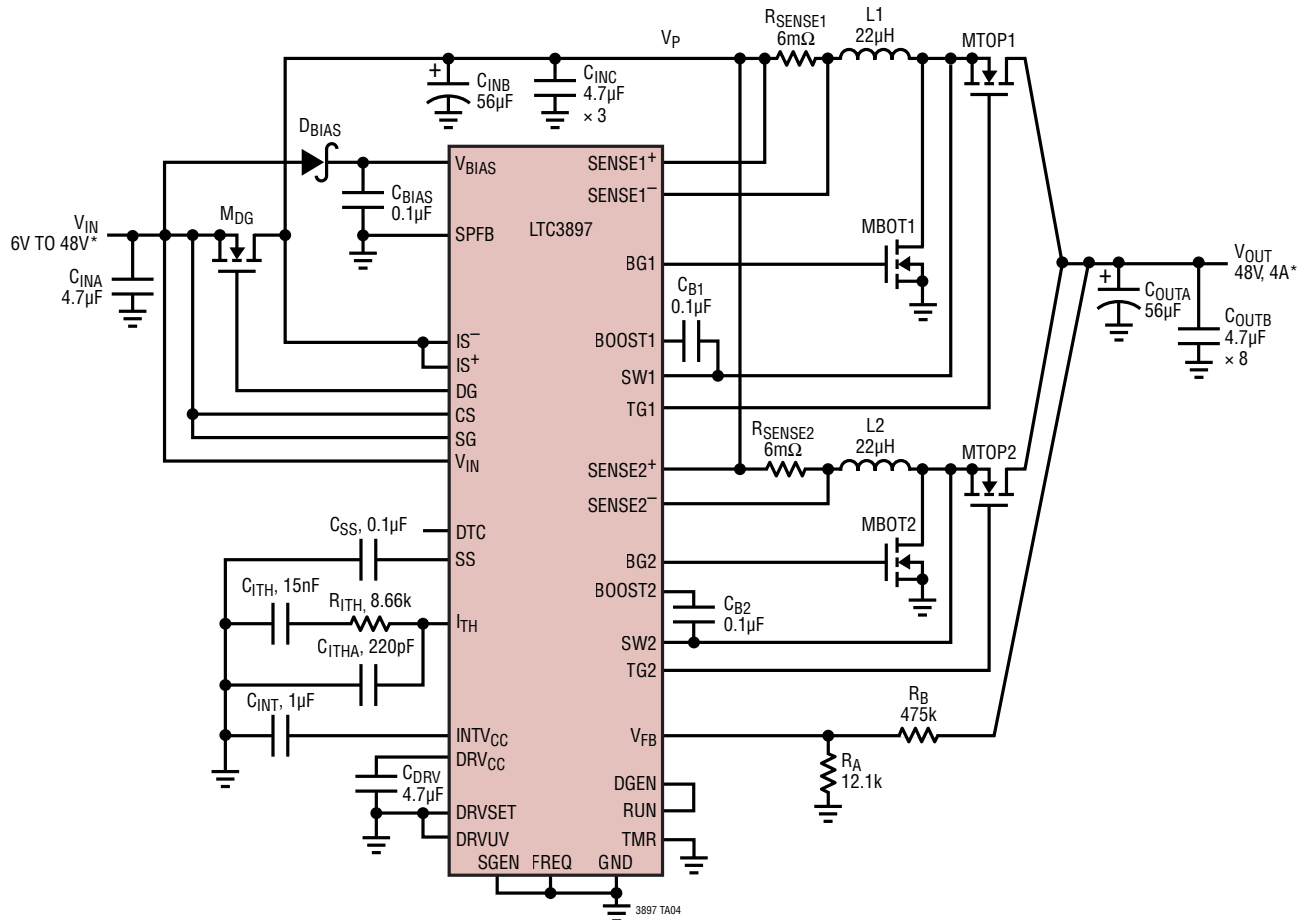 V_P
R_SENSE1
6mΩ
L1
22µH
MTOP1
+
C_INB
56µF
C_INC
4.7µF
× 3
D_BIAS
V_BIAS
SENSE1+
C_BIAS
0.1µF
SENSE1–
V_IN
6V TO 48V*
M_DG
SPFB
LTC3897
MBOT1
C_INA
4.7µF
BG1
V_OUT
48V, 4A*
+
C_OUTA
56µF
C_B1
0.1µF
C_OUTB
4.7µF
× 8
IS–
BOOST1
IS+
SW1
DG
TG1
CS
SG
V_IN
R_SENSE2
6mΩ
L2
22µH
MTOP2
SENSE2+
SENSE2–
C_SS, 0.1µF
DTC
MBOT2
SS
BG2
C_ITH, 15nF
R_ITH, 8.66k
BOOST2
C_B2
0.1µF
I_TH
C_ITHA, 220pF
SW2
TG2
C_INT, 1µF
R_B
475k
INTV_CC
V_FB
DRV_CC
R_A
12.1k
C_DRV
4.7µF
DGEN
RUN
DRVSET
DRVUV
TMR
SGEN FREQ GND
3897 TA04